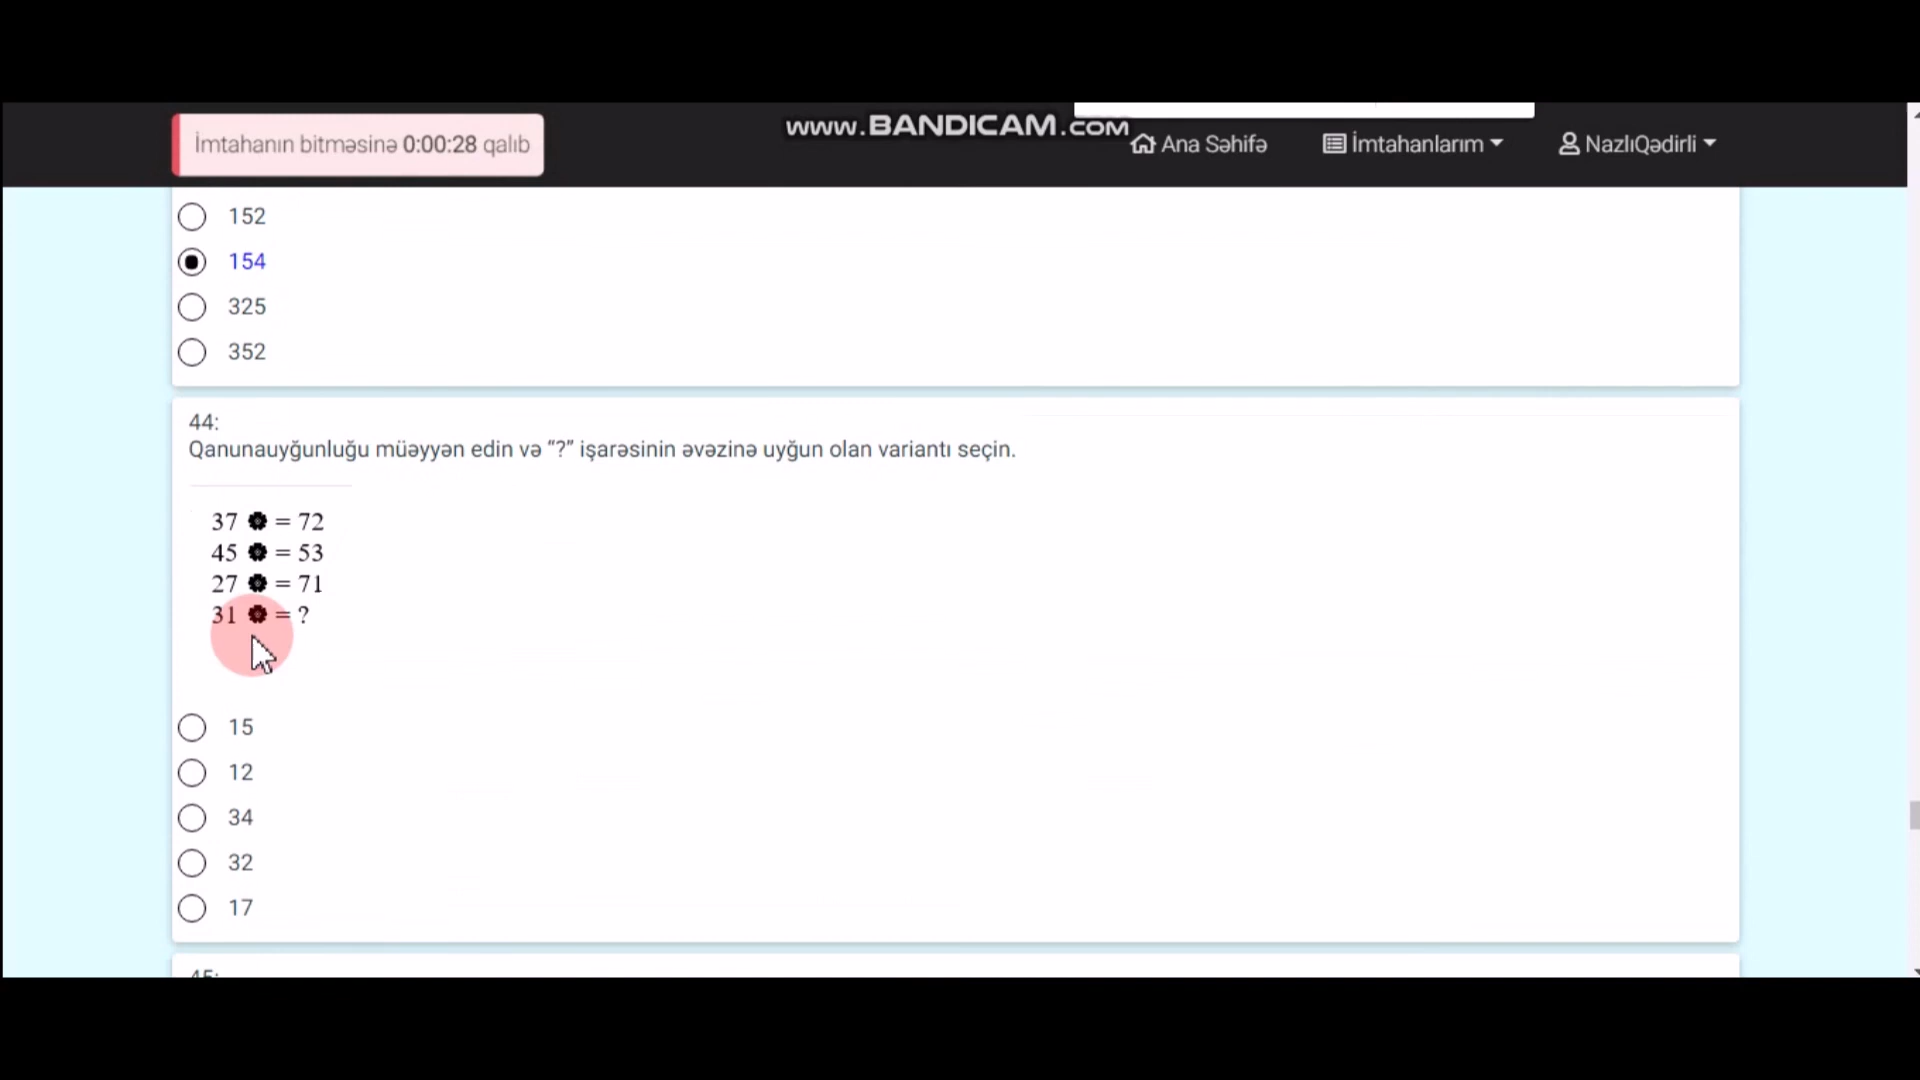 www.BANDICAM.COM
İmtahanın bitməsinə 0:00:28 qalıb
Ana Səhifə
İmtahanlarım
NazlıQədirli
152
154
325
352
44:
Qanunauyğunluğu müəyyən edin və “?” işarəsinin əvəzinə uyğun olan variantı seçin.
37 = 72
45 = 53
27 = 71
31 = ?
15
12
34
32
17
45: